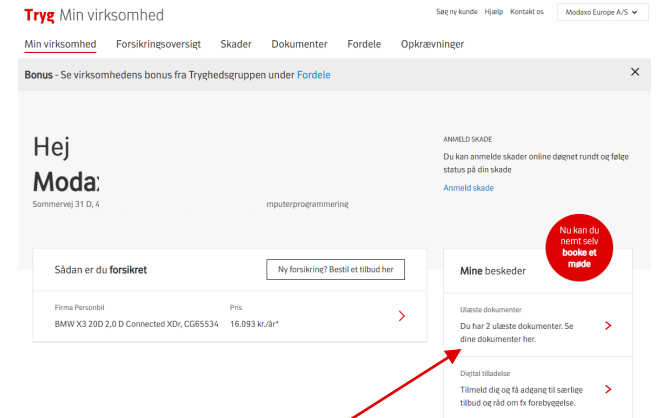 Tryg Min virksomhed
Søg ny kunde Hjælp Kontakt os Modaxo Europe A/S
Min virksomhed Forsikringsoversigt Skader Dokumenter Fordele Opkrævninger
Bonus - Se virksomhedens bonus fra Tryghedsgruppen under Fordele
Hej
Sommervej 31 D, 4
mputerprogrammering
ANMELD SKADE
Du kan anmelde skader online døgnet rundt og følge
status på din skade
Anmeld skade
Nu kan du
nemt selv
booke et
møde
Sådan er du forsikret
Ny forsikring? Bestil et tilbud her
Firma Personbil Pris
BMW X3 20D 2,0 D Connected XDr, CG65534 16.093 kr./år*
Mine beskeder
Ulæste dokumenter
Du har 2 ulæste dokumenter. Se
dine dokumenter her.
Digital tilladelse
Tilmeld dig og få adgang til særlige
tilbud og råd om fx forebyggelse.